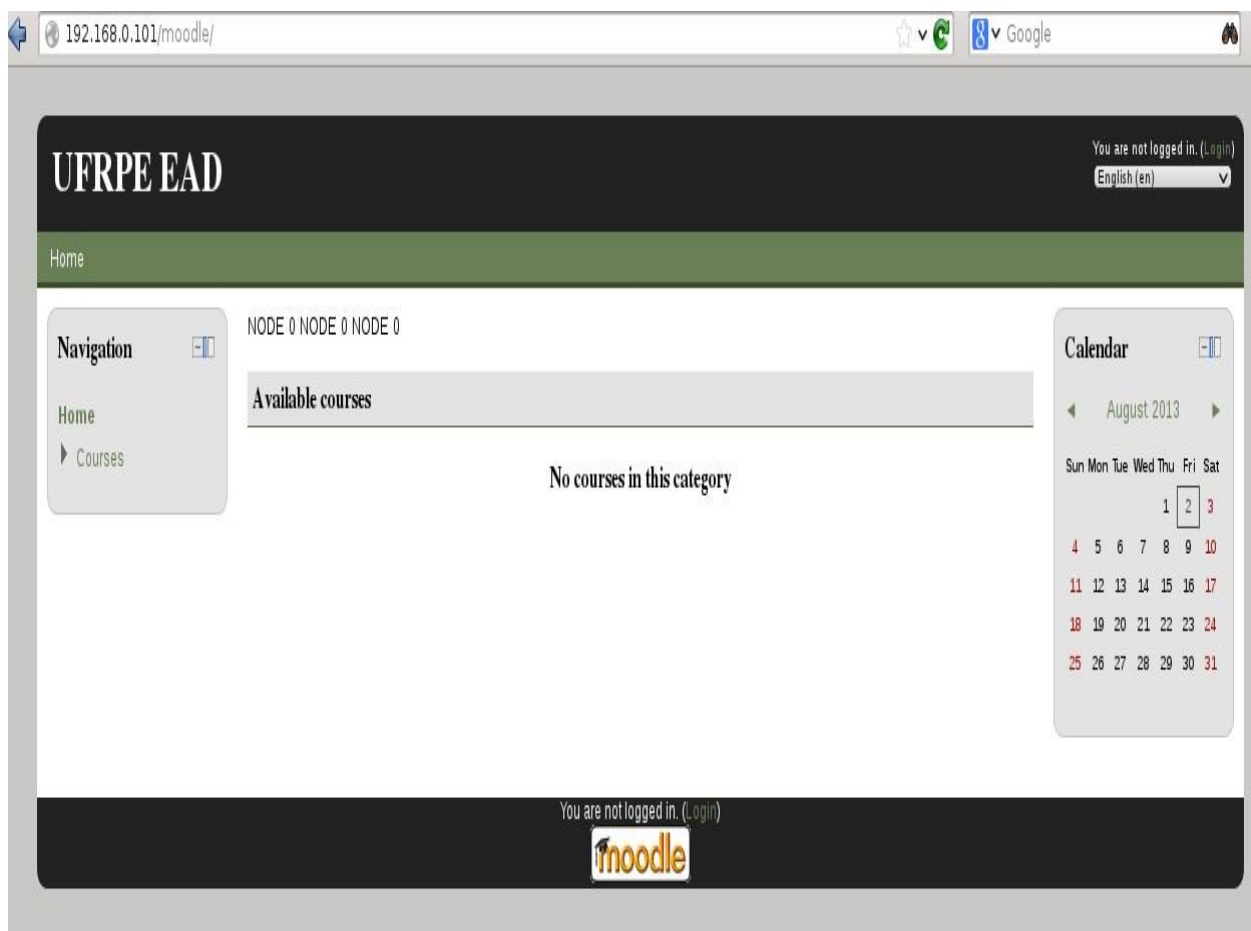 192.168.0.101/moodle/
Google
UFRPE EAD
You are not logged in. (Login)
English (en)
Home
Navigation
Home
Courses
NODE 0 NODE 0 NODE 0
Available courses
No courses in this category
Calendar
August 2013
Sun Mon Tue Wed Thu Fri Sat
1 2 3
4 5 6 7 8 9 10
11 12 13 14 15 16 17
18 19 20 21 22 23 24
25 26 27 28 29 30 31
You are not logged in. (Login)
moodle